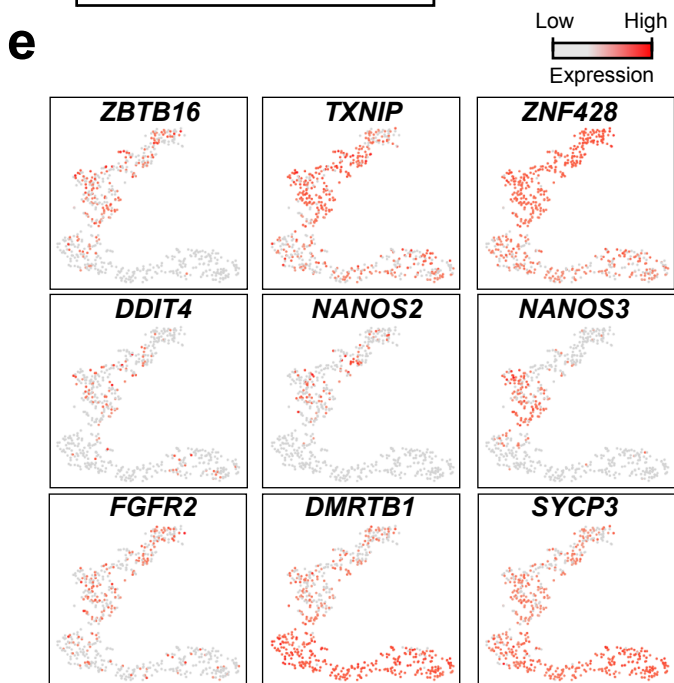 e
Low High
Expression
ZBTB16 TXNIP ZNF428
DDIT4 NANOS2 NANOS3
FGFR2 DMRTB1 SYCP3